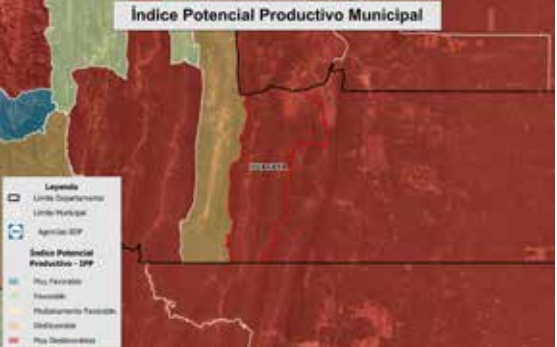 Índice Potencial Productivo Municipal
Leyenda
Límite Departamental
Límite Municipal
Agencias BDP
Índice Potencial
Productivo - IPP
Muy Favorable
Favorable
Medianamente Favorable
Desfavorable
Muy Desfavorable